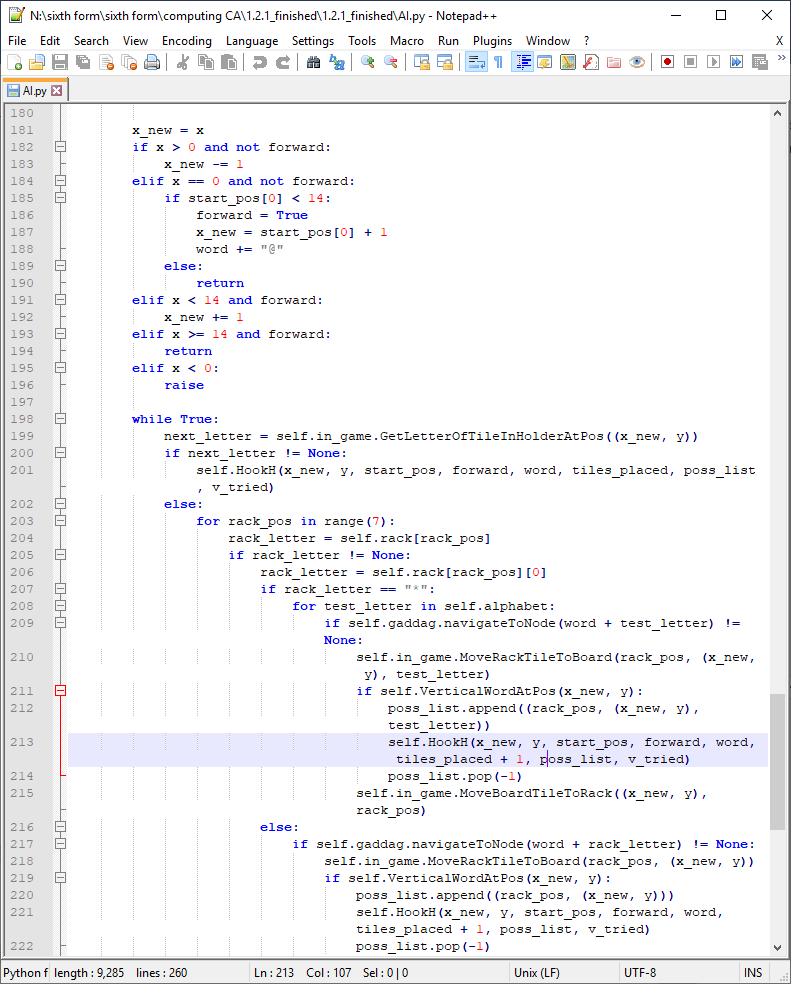 N:\sixth form\sixth form\computing CA\1.2.1_finished\1.2.1_finished\AI.py - Notepad++
File Edit Search View Encoding Language Settings Tools Macro Run Plugins Window ? X
AI.py
180
181 x_new = x
182 if x > 0 and not forward:
183 x_new -= 1
184 elif x == 0 and not forward:
185 if start_pos[0] < 14:
186 forward = True
187 x_new = start_pos[0] + 1
188 word += "@"
189 else:
190 return
191 elif x < 14 and forward:
192 x_new += 1
193 elif x >= 14 and forward:
194 return
195 elif x < 0:
196 raise
197
198 while True:
199 next_letter = self.in_game.GetLetterOfTileInHolderAtPos((x_new, y))
200 if next_letter != None:
201 self.HookH(x_new, y, start_pos, forward, word, tiles_placed, poss_list
, v_tried)
202 else:
203 for rack_pos in range(7):
204 rack_letter = self.rack[rack_pos]
205 if rack_letter != None:
206 rack_letter = self.rack[rack_pos][0]
207 if rack_letter == "*":
208 for test_letter in self.alphabet:
209 if self.gaddag.navigateToNode(word + test_letter) !=
None:
210 self.in_game.MoveRackTileToBoard(rack_pos, (x_new,
y), test_letter)
211 if self.VerticalWordAtPos(x_new, y):
212 poss_list.append((rack_pos, (x_new, y),
test_letter))
213 self.HookH(x_new, y, start_pos, forward, word,
tiles_placed + 1, poss_list, v_tried)
214 poss_list.pop(-1)
215 self.in_game.MoveBoardTileToRack((x_new, y),
rack_pos)
216 else:
217 if self.gaddag.navigateToNode(word + rack_letter) != None:
218 self.in_game.MoveRackTileToBoard(rack_pos, (x_new, y))
219 if self.VerticalWordAtPos(x_new, y):
220 poss_list.append((rack_pos, (x_new, y)))
221 self.HookH(x_new, y, start_pos, forward, word,
tiles_placed + 1, poss_list, v_tried)
222 poss_list.pop(-1)
Python f length : 9,285 lines : 260 Ln : 213 Col : 107 Sel : 0 | 0 Unix (LF) UTF-8 INS